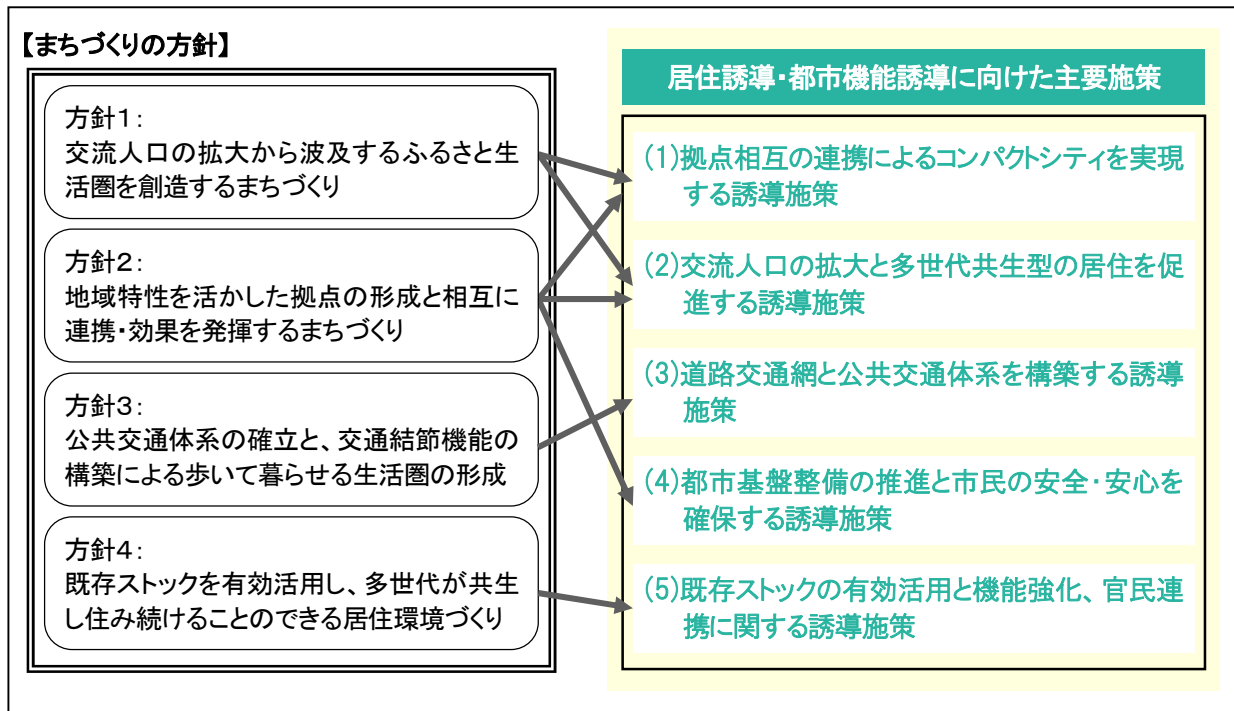 【まちづくりの方針】
方針1：
交流人口の拡大から波及するふるさと生
活圏を創造するまちづくり
方針2：
地域特性を活かした拠点の形成と相互に
連携・効果を発揮するまちづくり
方針3：
公共交通体系の確立と、交通結節機能の
構築による歩いて暮らせる生活圏の形成
方針4：
既存ストックを有効活用し、多世代が共生
し住み続けることのできる居住環境づくり
居住誘導・都市機能誘導に向けた主要施策
(1)拠点相互の連携によるコンパクトシティを実現
する誘導施策
(2)交流人口の拡大と多世代共生型の居住を促
進する誘導施策
(3)道路交通網と公共交通体系を構築する誘導
施策
(4)都市基盤整備の推進と市民の安全・安心を
確保する誘導施策
(5)既存ストックの有効活用と機能強化、官民連
携に関する誘導施策